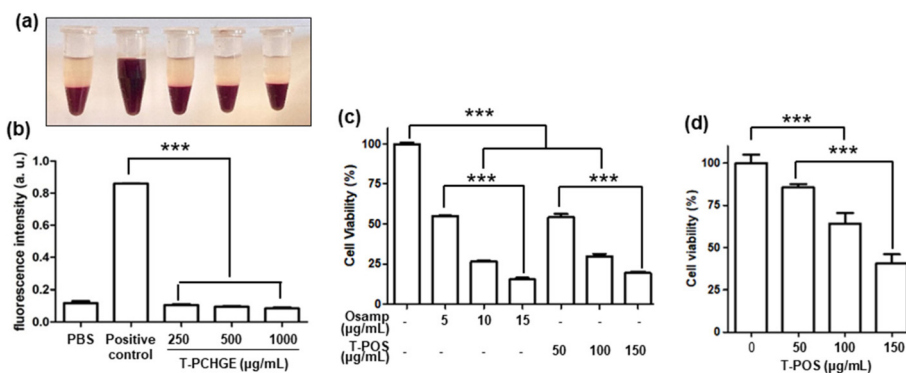 (a)
(b)
fluorescence intensity (a. u.)
1.0
0.8
0.6
0.4
0.2
0.0
***
PBS
Positive
control
250 500 1000
T-PCHGE (µg/mL)
(c)
Cell Viability (%)
100
75
50
25
0
***
***
***
Osamp - 5 10 15 - - -
(µg/mL)
T-POS - - - - 50 100 150
(µg/mL)
(d)
Cell viability (%)
100
75
50
25
0
***
***
0 50 100 150
T-POS (µg/mL)